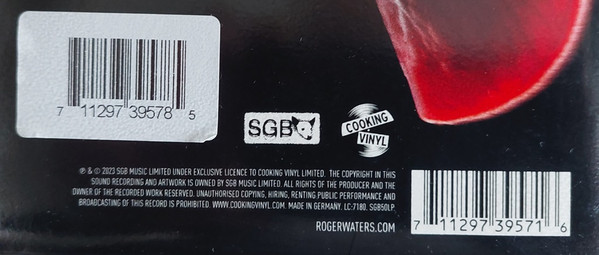 7 11297 39578 5
SGB
COOKING
VINYL
℗ & © 2023 SGB MUSIC LIMITED UNDER EXCLUSIVE LICENCE TO COOKING VINYL LIMITED. THE COPYRIGHT IN THIS
SOUND RECORDING AND ARTWORK IS OWNED BY SGB MUSIC LIMITED. ALL RIGHTS OF THE PRODUCER AND THE
OWNER OF THE RECORDED WORK RESERVED. UNAUTHORISED COPYING, HIRING, RENTING PUBLIC PERFORMANCE AND
BROADCASTING OF THIS RECORD IS PROHIBITED. WWW.COOKINGVINYL.COM. MADE IN GERMANY. LC-7180. SGB50LP
ROGERWATERS.COM
7 11297 39571 6